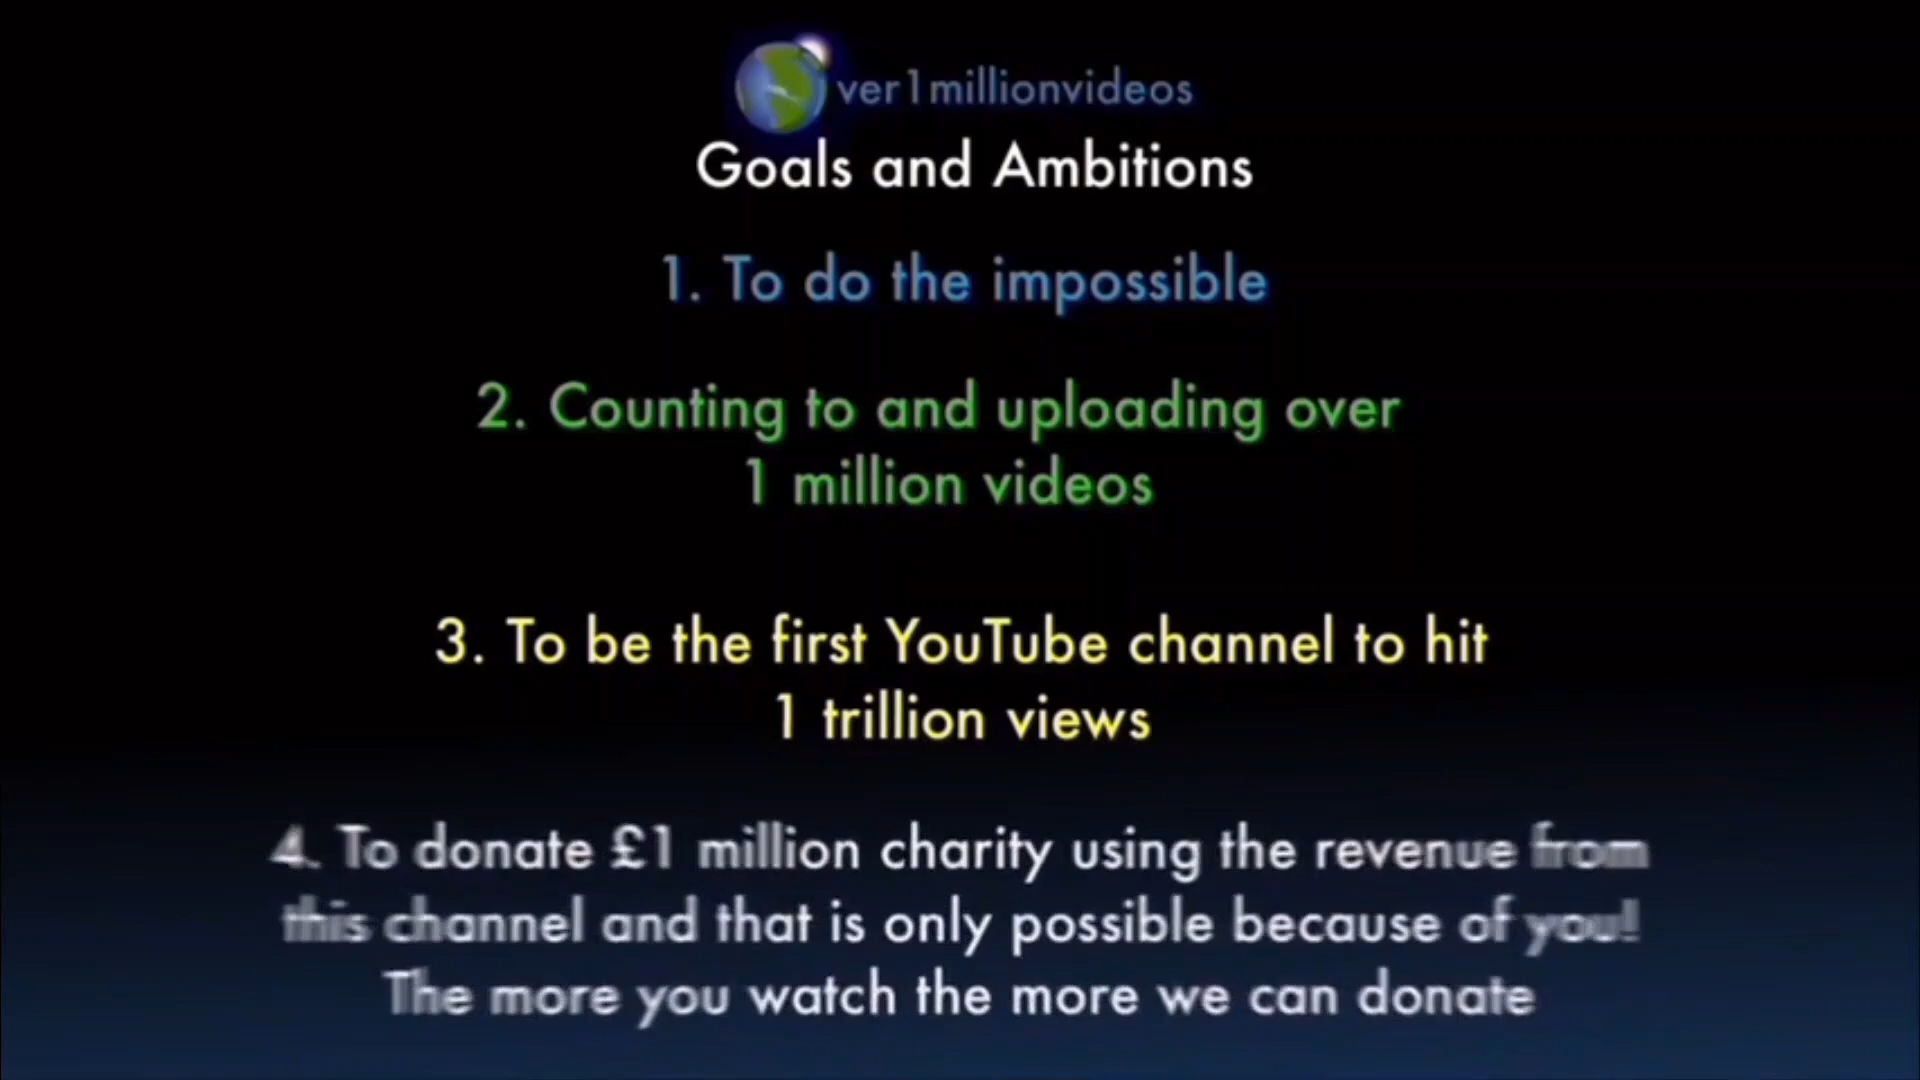 ver1millionvideos
Goals and Ambitions
1. To do the impossible
2. Counting to and uploading over
1 million videos
3. To be the first YouTube channel to hit
1 trillion views
4. To donate £1 million charity using the revenue from
this channel and that is only possible because of you!
The more you watch the more we can donate